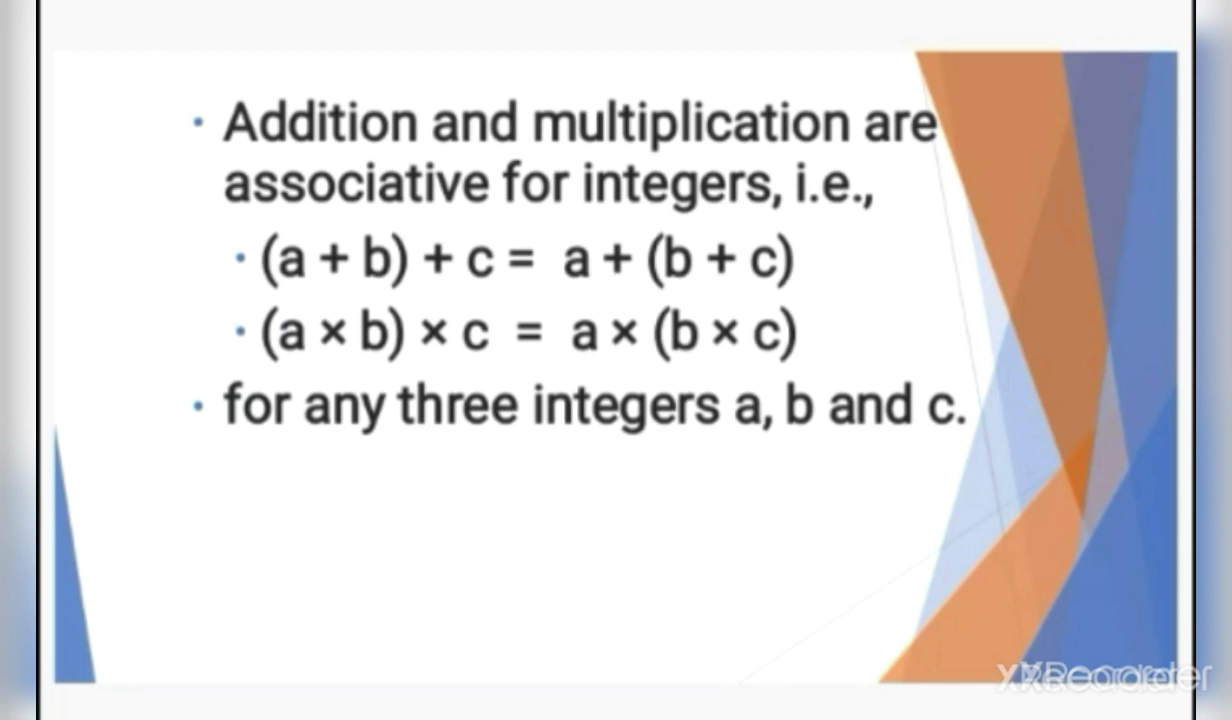 · Addition and multiplication are
associative for integers, i.e.,
· (a + b) + c = a + (b + c)
· (a × b) × c = a × (b × c)
· for any three integers a, b and c.